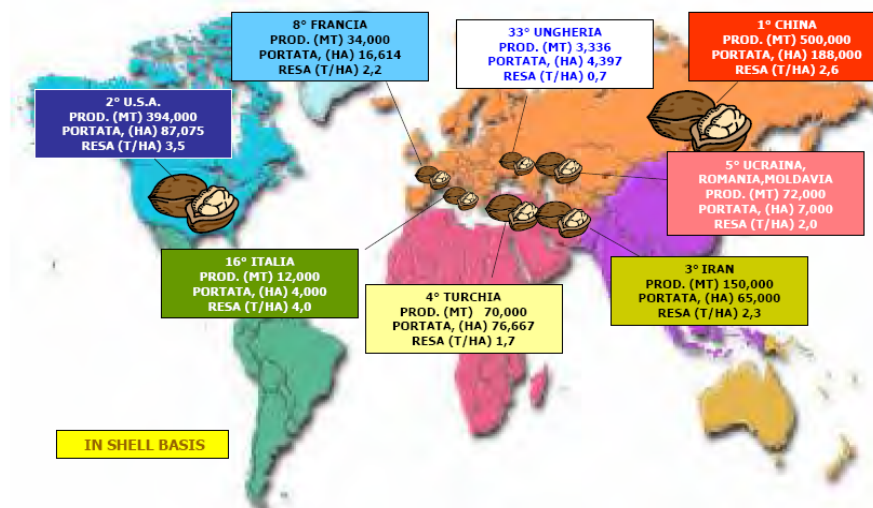 8° FRANCIA
PROD. (MT) 34,000
PORTATA, (HA) 16,614
RESA (T/HA) 2,2
33° UNGHERIA
PROD. (MT) 3,336
PORTATA, (HA) 4,397
RESA (T/HA) 0,7
1° CHINA
PROD. (MT) 500,000
PORTATA, (HA) 188,000
RESA (T/HA) 2,6
2° U.S.A.
PROD. (MT) 394,000
PORTATA, (HA) 87,075
RESA (T/HA) 3,5
5° UCRAINA,
ROMANIA,MOLDAVIA
PROD. (MT) 72,000
PORTATA, (HA) 7,000
RESA (T/HA) 2,0
16° ITALIA
PROD. (MT) 12,000
PORTATA, (HA) 4,000
RESA (T/HA) 4,0
4° TURCHIA
PROD. (MT) 70,000
PORTATA, (HA) 76,667
RESA (T/HA) 1,7
3° IRAN
PROD. (MT) 150,000
PORTATA, (HA) 65,000
RESA (T/HA) 2,3
IN SHELL BASIS